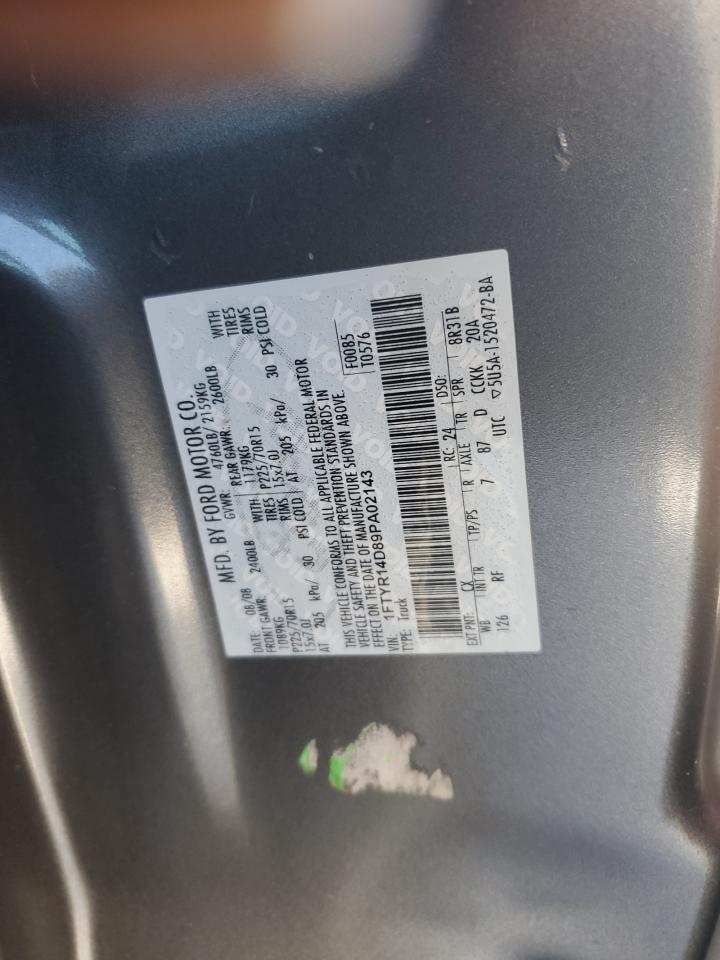 MFD. BY FORD MOTOR CO.
DATE: 08/08 GVWR: 4760LB/ 2159KG
FRONT GAWR: 2400LB REAR GAWR: 2600LB
1089KG WITH 1179KG WITH
P225/70R15 TIRES P225/70R15 TIRES
15x7.0J RIMS 15x7.0J RIMS
AT 205 kPa/ 30 PSI COLD AT 205 kPa/ 30 PSI COLD
THIS VEHICLE CONFORMS TO ALL APPLICABLE FEDERAL MOTOR
VEHICLE SAFETY AND THEFT PREVENTION STANDARDS IN
EFFECT ON THE DATE OF MANUFACTURE SHOWN ABOVE.
VIN: 1FTYR14D89PA02143 F0085
TYPE: Truck T0576
EXT PNT: CX RC: 24 DSO: 8R31B
WB INT TR TP/PS R AXLE TR SPR
126 RF 7 87 D CCKK 20A
UTC ▽5U5A-1520472-BA